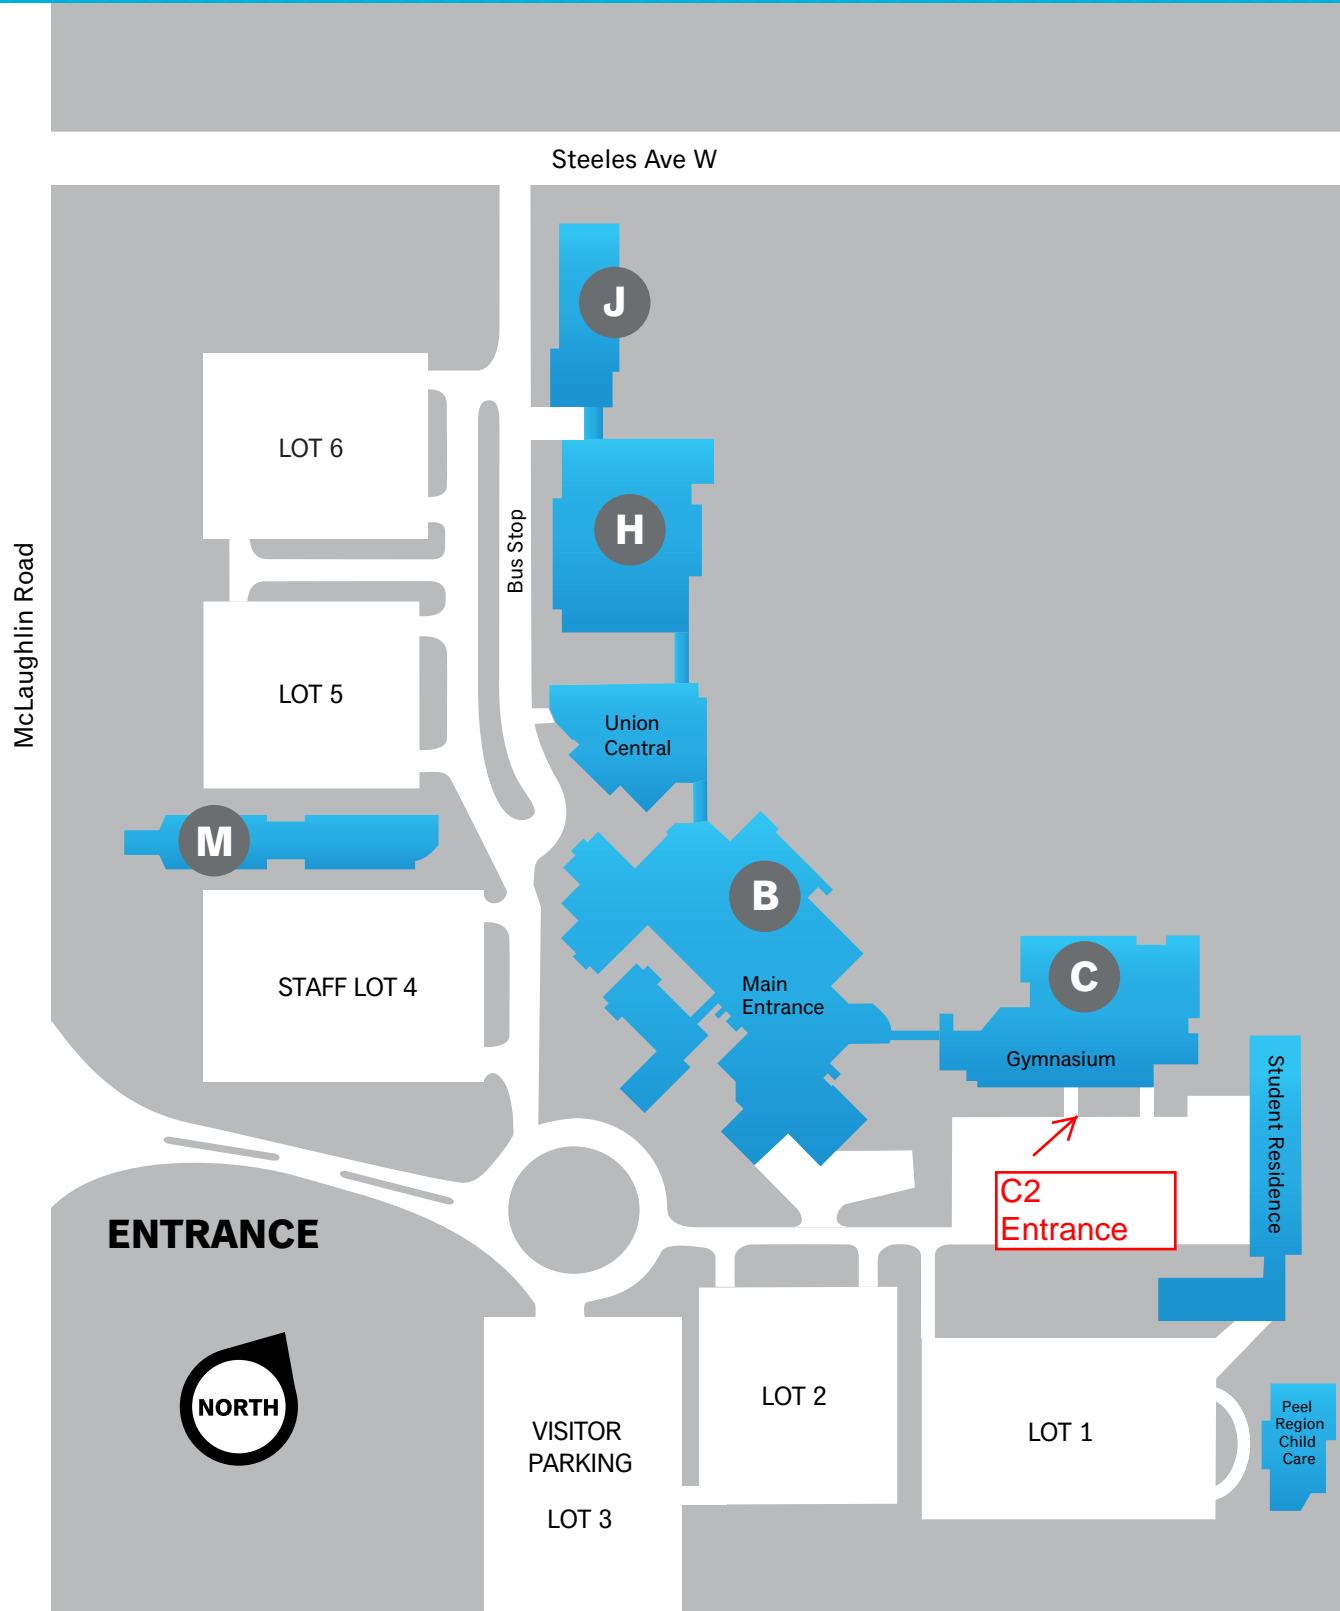 Steeles Ave W
J
LOT 6
H
Bus Stop
McLaughlin Road
LOT 5
Union
Central
M
B
STAFF LOT 4
Main
Entrance
C
Gymnasium
Student Residence
C2
Entrance
ENTRANCE
NORTH
VISITOR
PARKING
LOT 3
LOT 2
LOT 1
Peel
Region
Child
Care